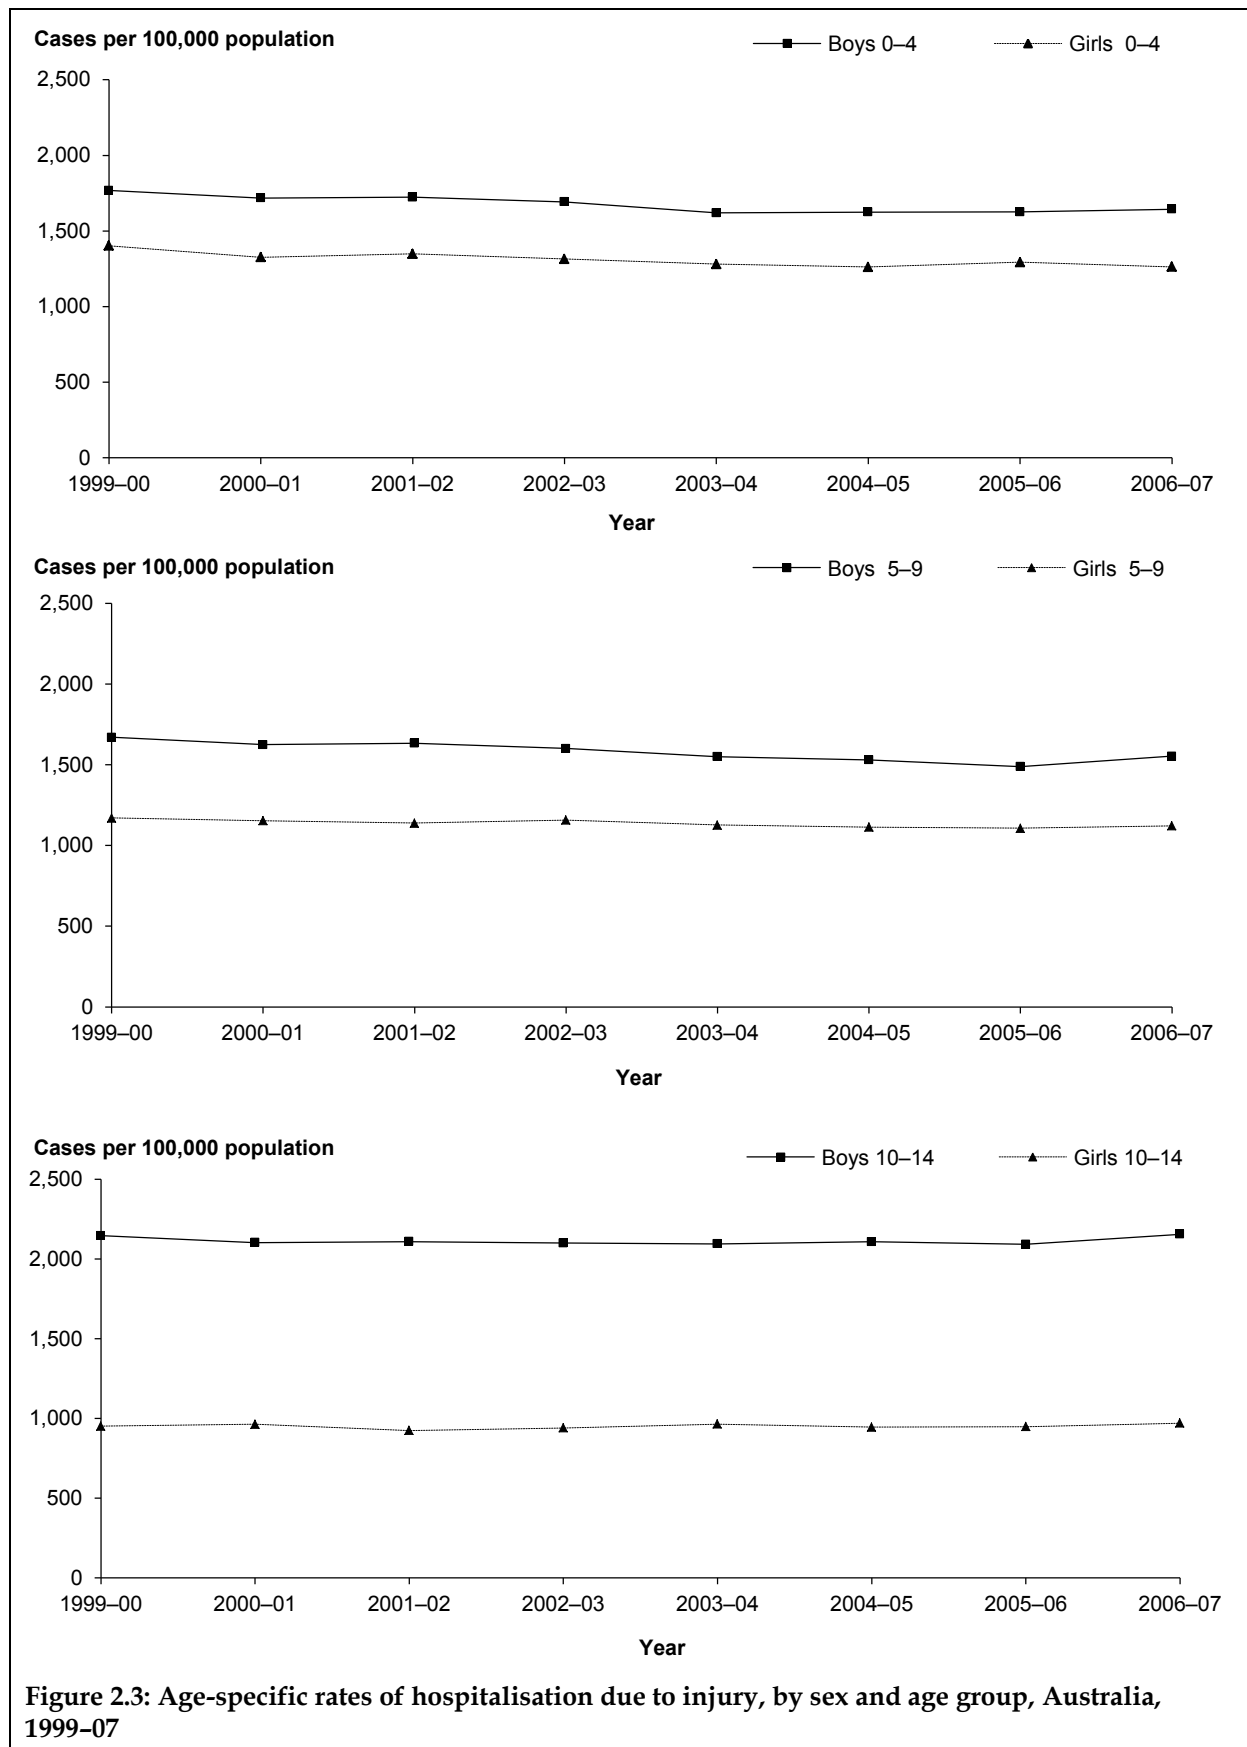 Cases per 100,000 population
Boys 0–4 Girls 0–4
2,500
2,000
1,500
1,000
500
0
1999–00 2000–01 2001–02 2002–03 2003–04 2004–05 2005–06 2006–07
Year
Cases per 100,000 population
Boys 5–9 Girls 5–9
2,500
2,000
1,500
1,000
500
0
1999–00 2000–01 2001–02 2002–03 2003–04 2004–05 2005–06 2006–07
Year
Cases per 100,000 population
Boys 10–14 Girls 10–14
2,500
2,000
1,500
1,000
500
0
1999–00 2000–01 2001–02 2002–03 2003–04 2004–05 2005–06 2006–07
Year
Figure 2.3: Age-specific rates of hospitalisation due to injury, by sex and age group, Australia,
1999–07